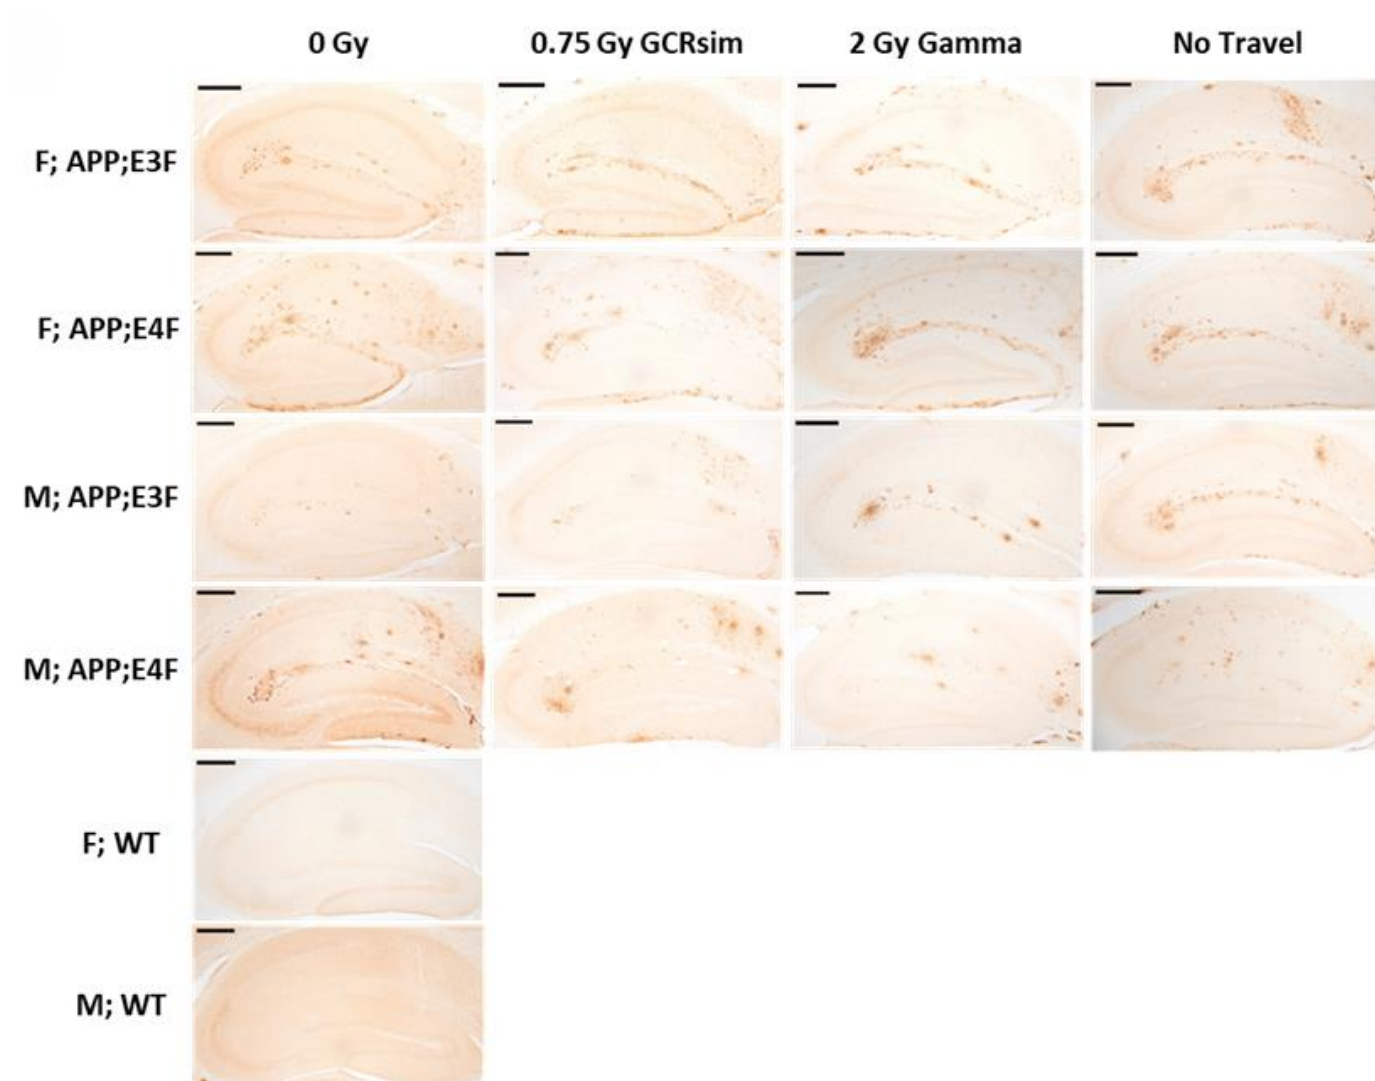 0 Gy 0.75 Gy GCRsim 2 Gy Gamma No Travel
F; APP;E3F
F; APP;E4F
M; APP;E3F
M; APP;E4F
F; WT
M; WT